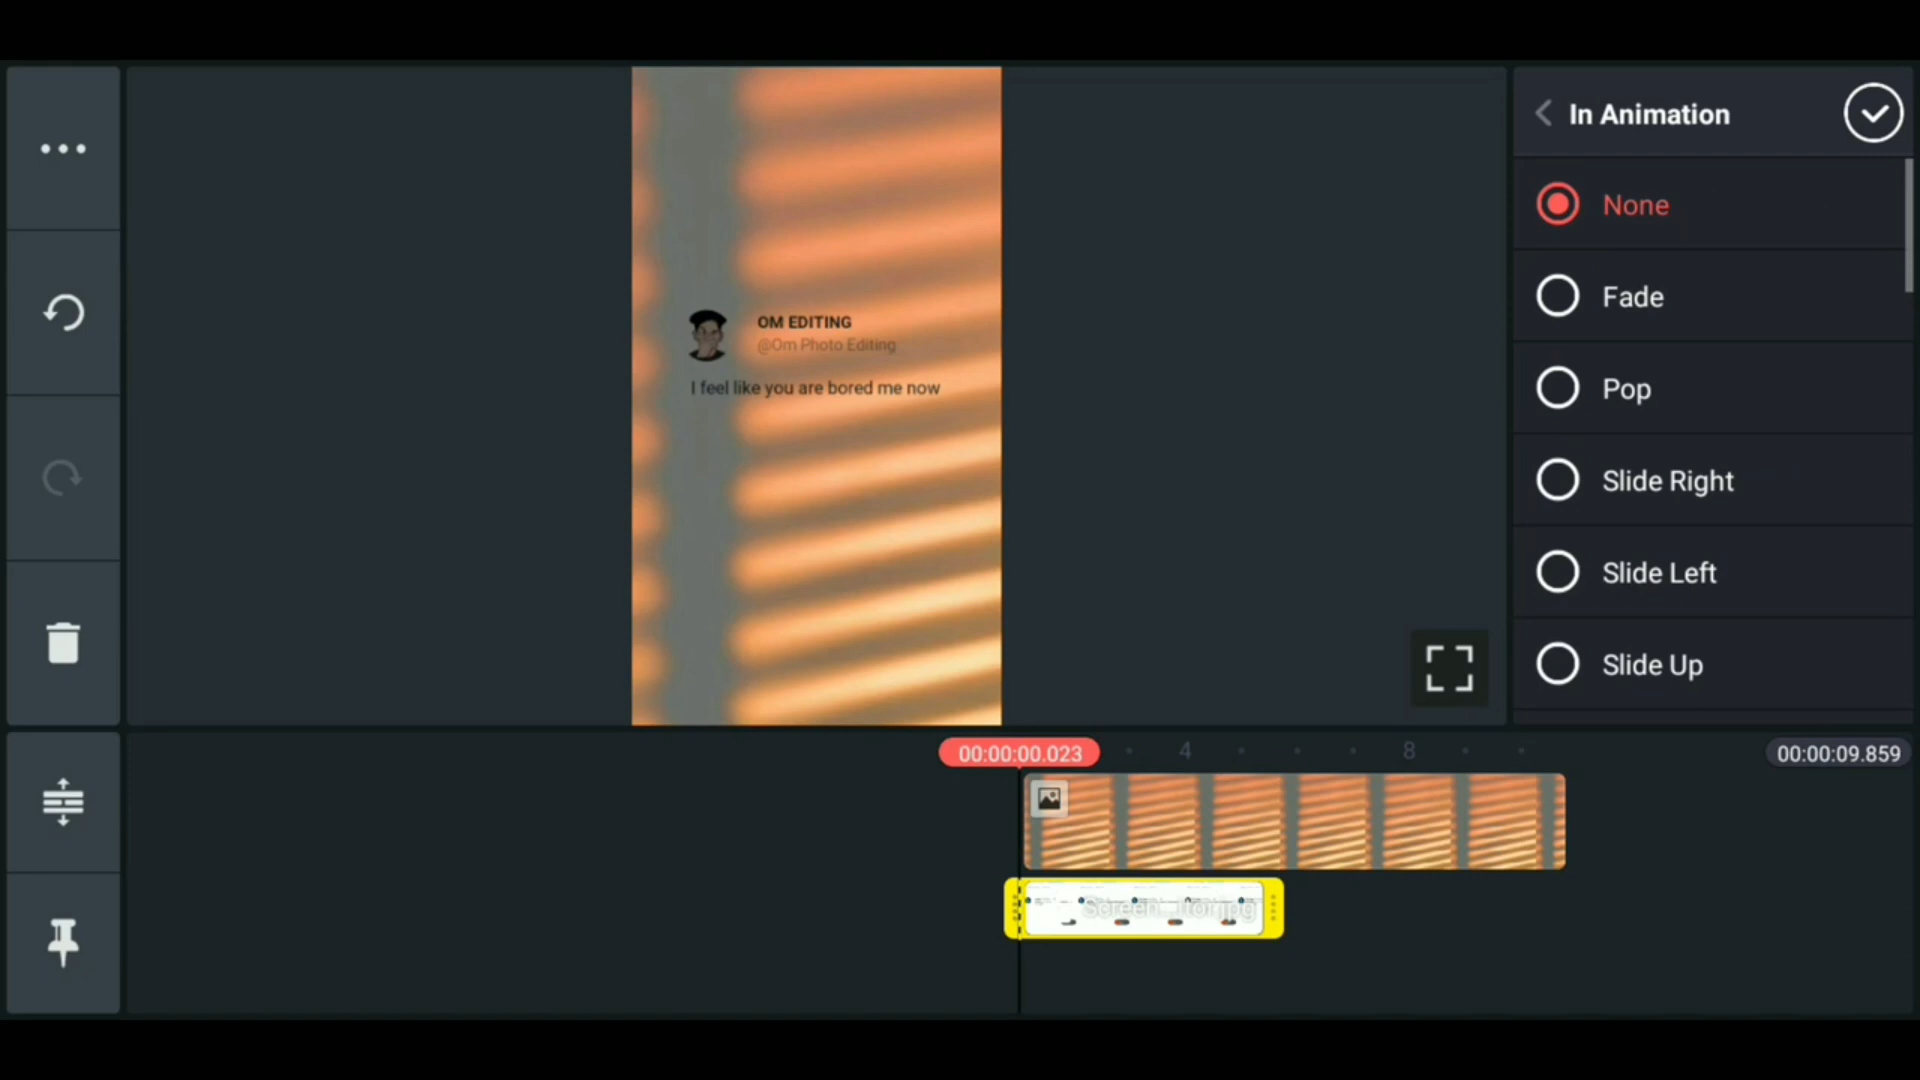 In Animation
None
Fade
Pop
Slide Right
Slide Left
Slide Up
OM EDITING
@Om Photo Editing
I feel like you are bored me now
00:00:00.023
4
8
00:00:09.859